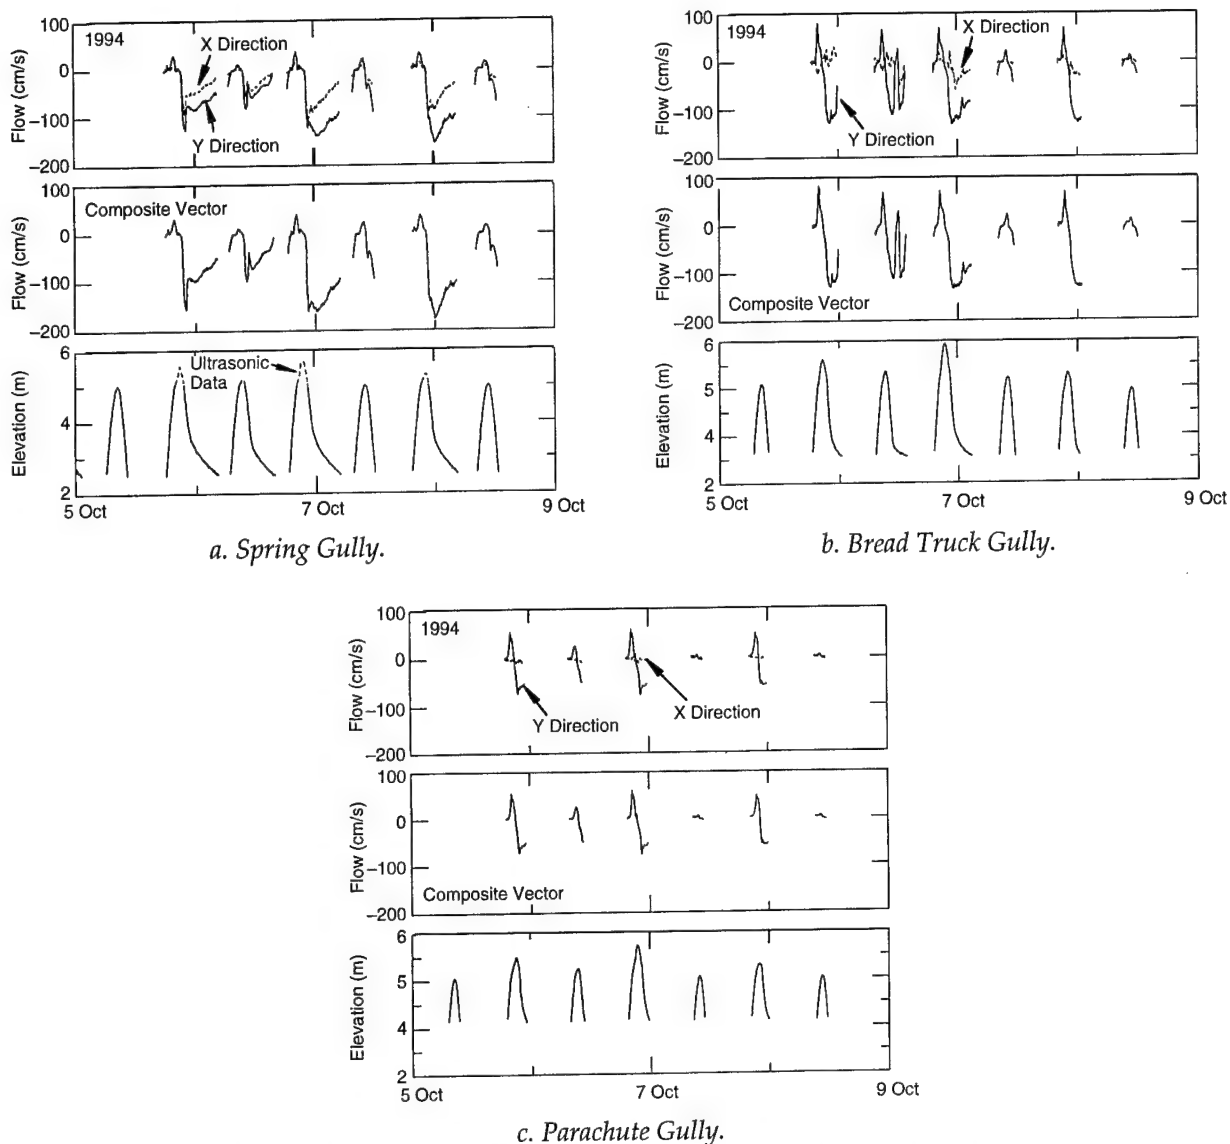 100
0
−100
−200
Flow (cm/s)
1994
X Direction
Y Direction
100
0
−100
−200
Flow (cm/s)
Composite Vector
6
4
2
Elevation (m)
Ultrasonic
Data
5 Oct
7 Oct
9 Oct
a. Spring Gully.
100
0
−100
−200
Flow (cm/s)
1994
X Direction
Y Direction
100
0
−100
−200
Flow (cm/s)
Composite Vector
6
4
2
Elevation (m)
5 Oct
7 Oct
9 Oct
b. Bread Truck Gully.
100
0
−100
−200
Flow (cm/s)
1994
Y Direction
X Direction
100
0
−100
−200
Flow (cm/s)
Composite Vector
6
5
4
2
Elevation (m)
5 Oct
7 Oct
9 Oct
c. Parachute Gully.